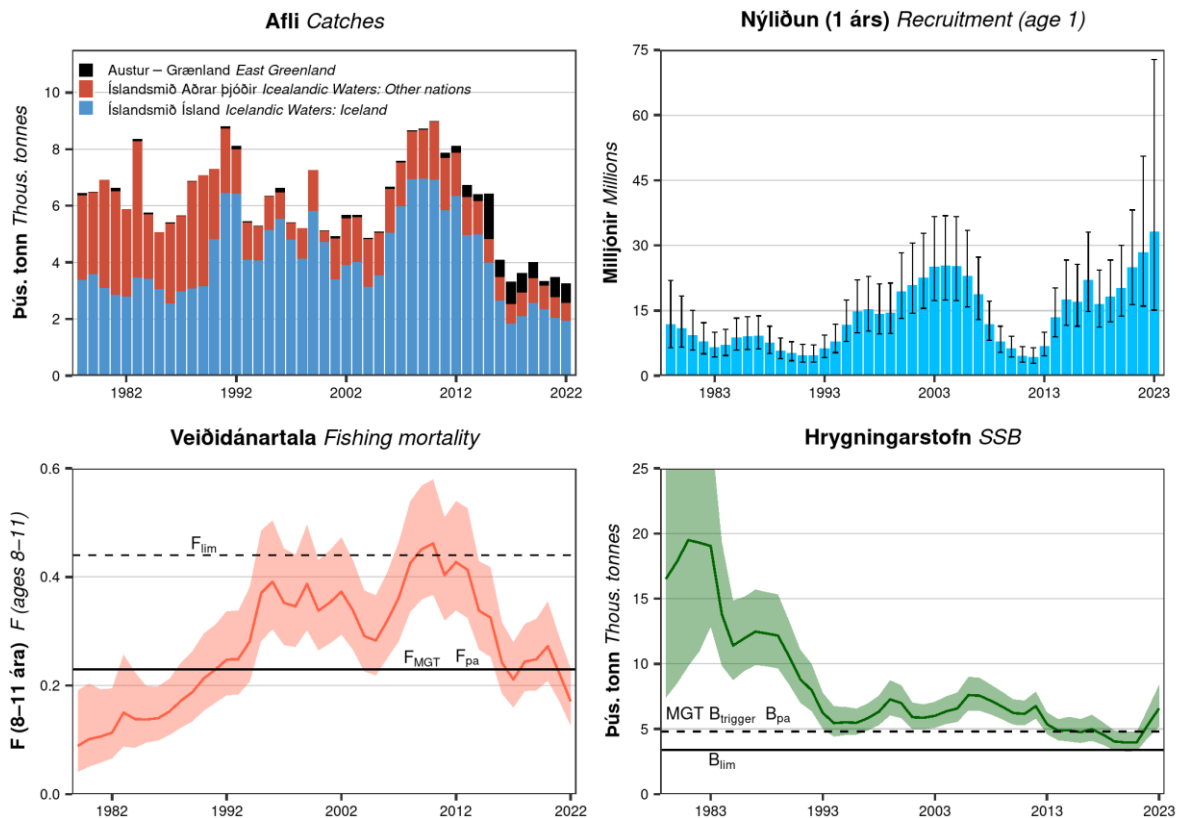 Afli Catches
Austur – Grænland East Greenland
Íslandsmið Aðrar þjóðir Icealandic Waters: Other nations
Íslandsmið Ísland Icelandic Waters: Iceland
Þús. tonn Thous. tonnes
10
8
6
4
2
0
1982 1992 2002 2012 2022
Nýliðun (1 árs) Recruitment (age 1)
Milljónir Millions
75
60
45
30
15
0
1983 1993 2003 2013 2023
Veiðidánartala Fishing mortality
F (8–11 ára) F (ages 8–11)
0.6
0.4
0.2
0.0
Flim
FMGT Fpa
1982 1992 2002 2012 2022
Hrygningarstofn SSB
Þús. tonn Thous. tonnes
25
20
15
10
5
0
MGT Btrigger Bpa
Blim
1983 1993 2003 2013 2023